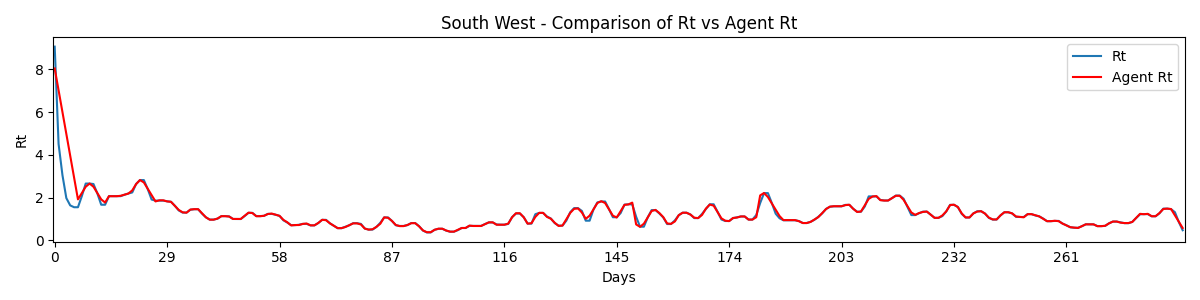 South West - Comparison of Rt vs Agent Rt
Rt
Agent Rt
8
6
4
2
0
Rt
0 29 58 87 116 145 174 203 232 261
Days